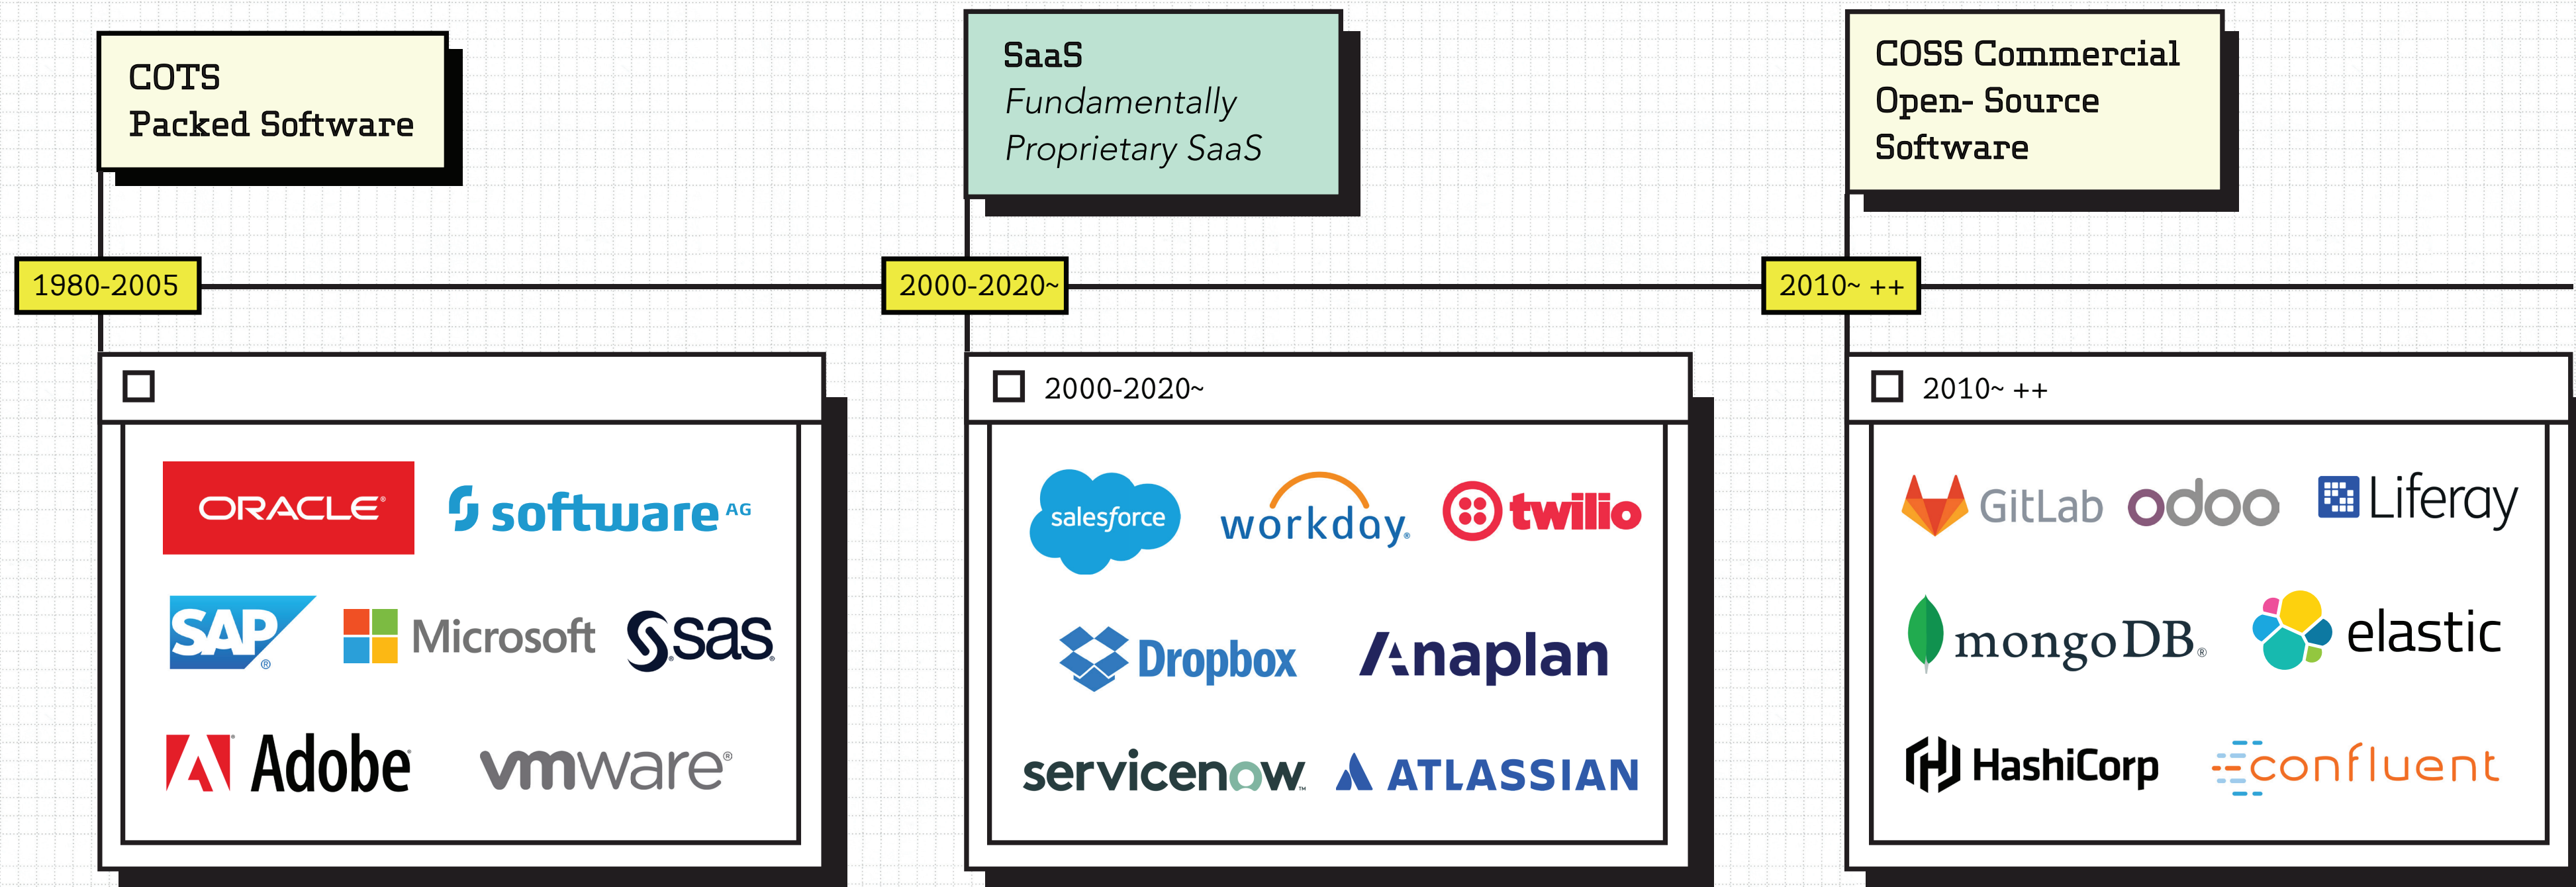 COTS
Packed Software
SaaS
Fundamentally
Proprietary SaaS
COSS Commercial
Open- Source
Software
1980-2005
2000-2020~
2010~ ++
2000-2020~
2010~ ++
ORACLE®
software AG
SAP®
Microsoft
sas®
Adobe
vmware®
salesforce
workday®
twilio
Dropbox
Anaplan
servicenow™
ATLASSIAN
GitLab
odoo
Liferay
mongoDB®
elastic
HashiCorp
confluent